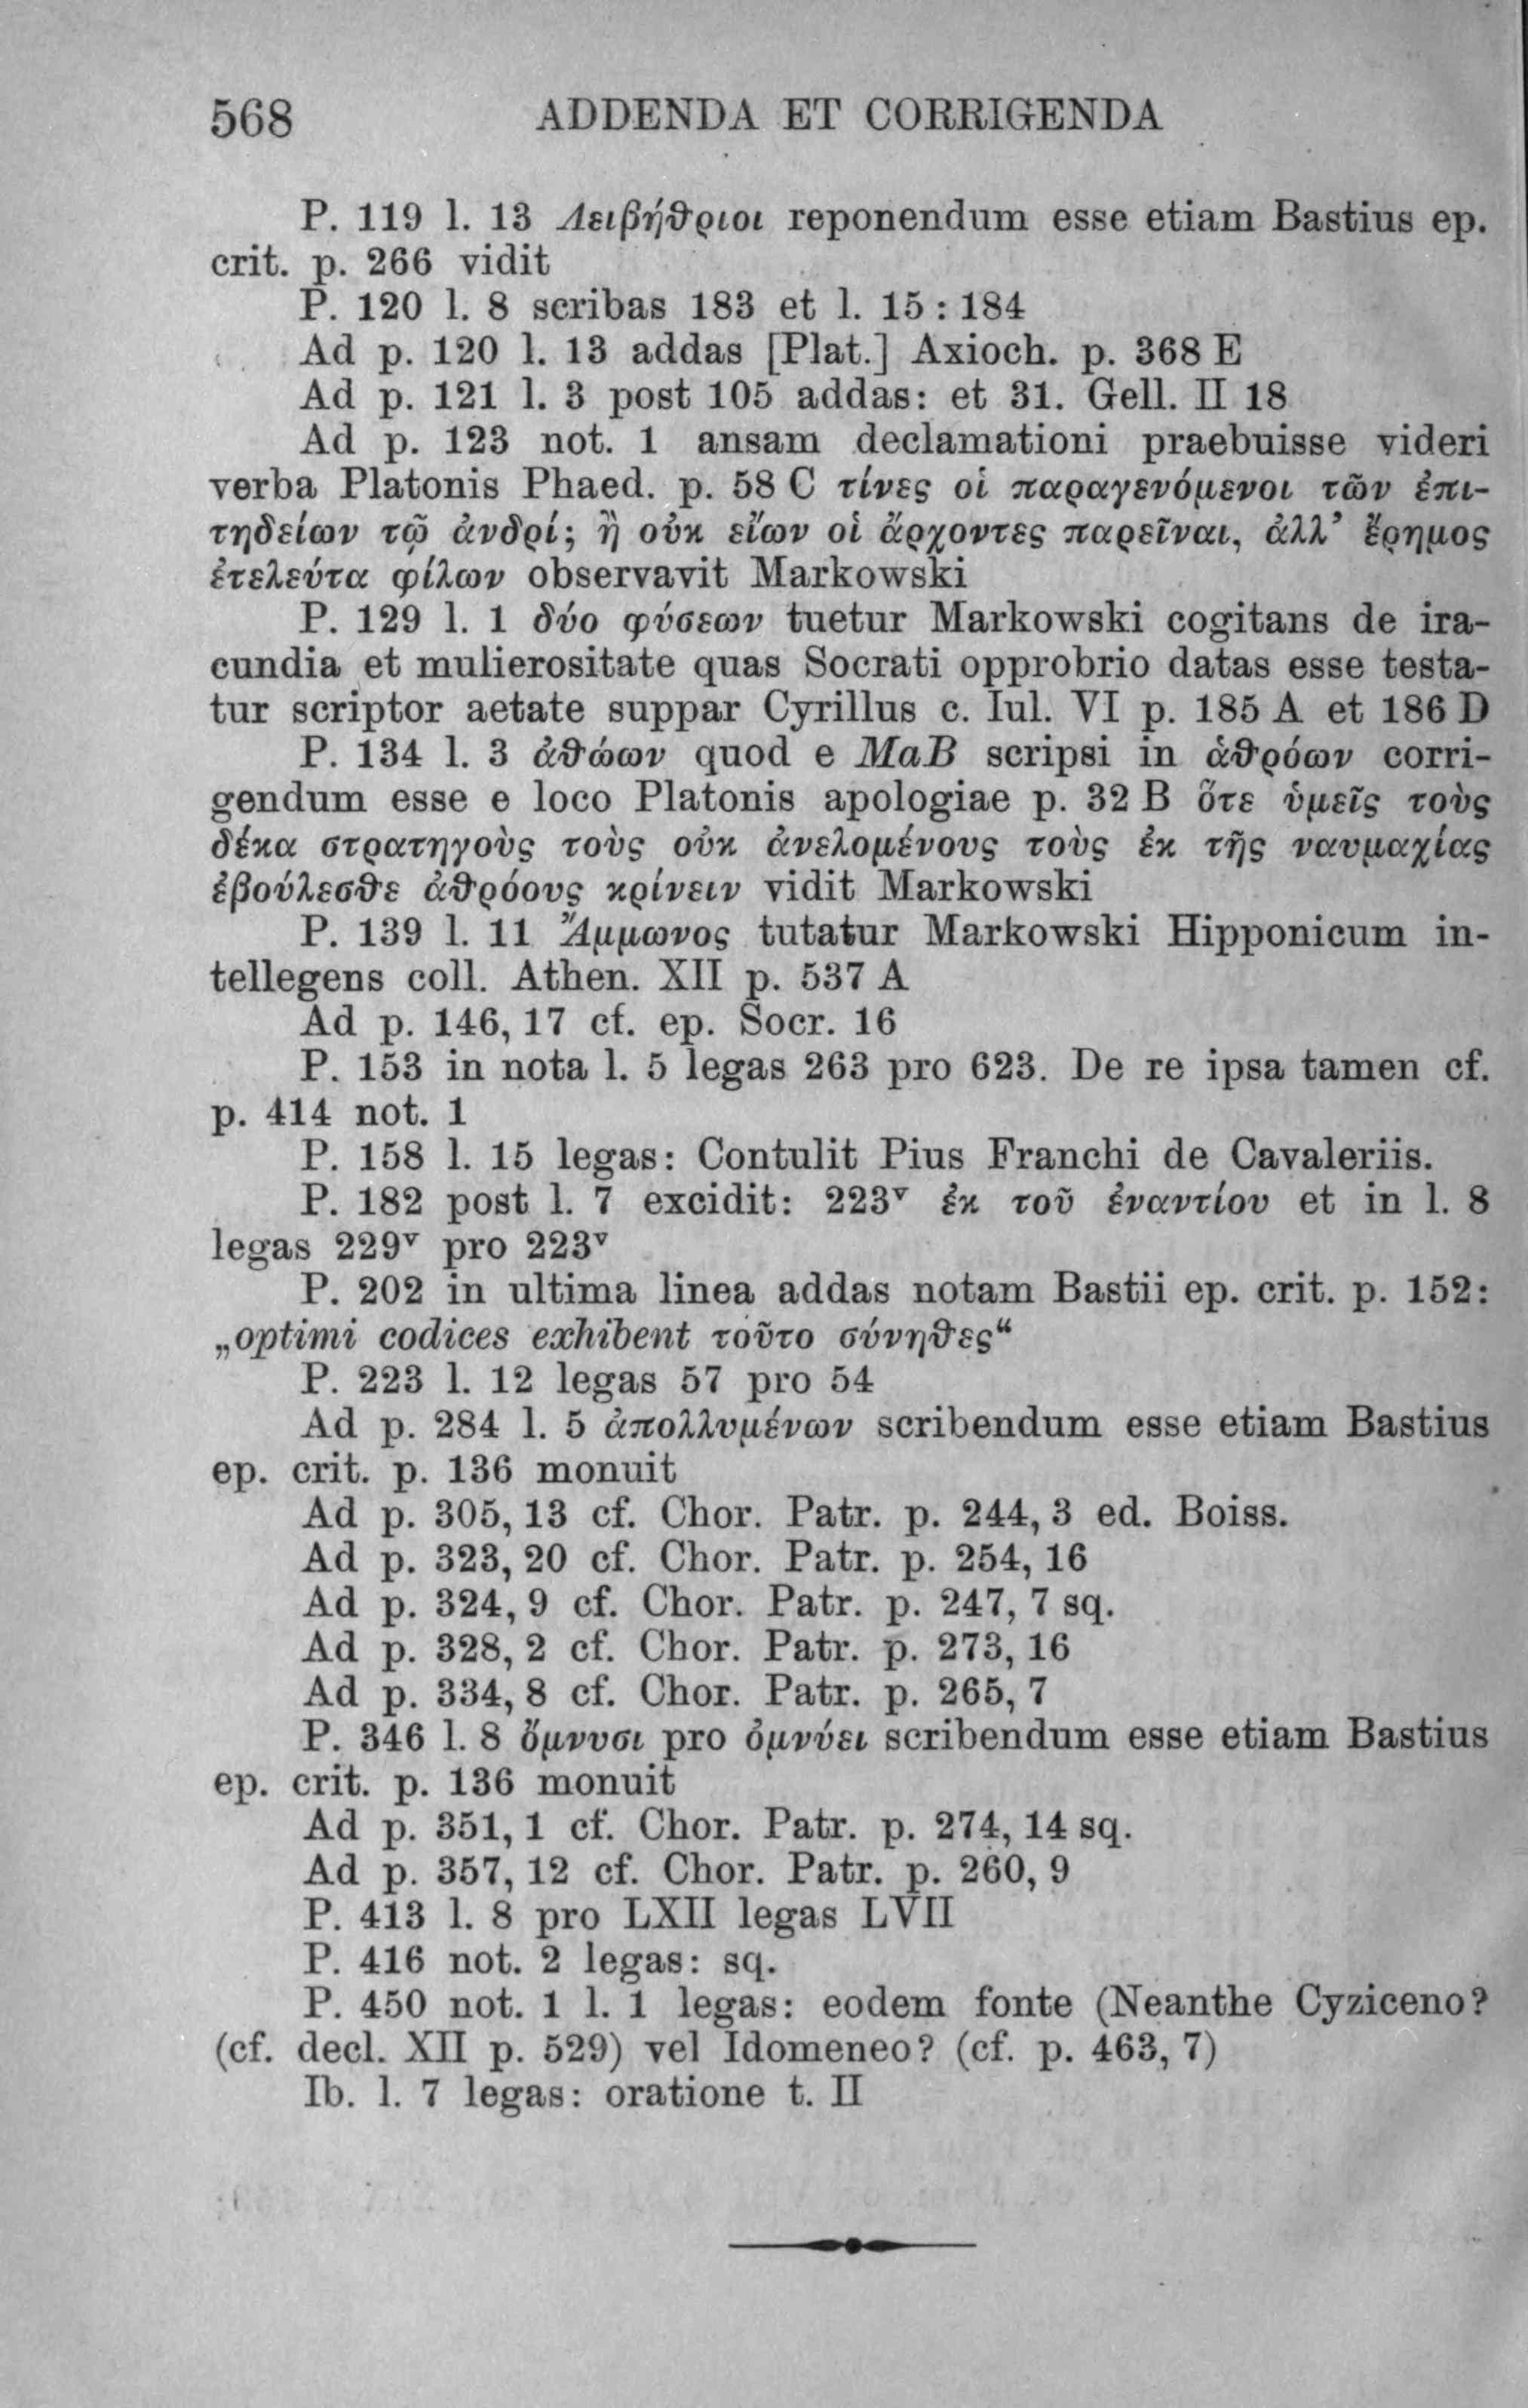 568 ADDENDA ET CORRIGENDA
P. 119 l. 13 Λειβήθριοι reponendum esse etiam Bastius ep.
crit. p. 266 vidit
P. 120 l. 8 scribas 183 et l. 15 : 184
Ad p. 120 l. 13 addas [Plat.] Axioch. p. 368 E
Ad p. 121 l. 3 post 105 addas: et 31. Gell. II 18
Ad p. 123 not. 1 ansam declamationi praebuisse videri
verba Platonis Phaed. p. 58 C τίνες οἱ παραγενόμενοι τῶν ἐπι-
τηδείων τῷ ἀνδρί; ἢ οὐκ εἴων οἱ ἄρχοντες παρεῖναι, ἀλλ’ ἔρημος
ἐτελεύτα φίλων observavit Markowski
P. 129 l. 1 δύο φύσεων tuetur Markowski cogitans de ira-
cundia et mulierositate quas Socrati opprobrio datas esse testa-
tur scriptor aetate suppar Cyrillus c. Iul. VI p. 185 A et 186 D
P. 134 l. 3 ἀθώων quod e MaB scripsi in ἁθρόων corri-
gendum esse e loco Platonis apologiae p. 32 B ὅτε ὑμεῖς τοὺς
δέκα στρατηγοὺς τοὺς οὐκ ἀνελομένους τοὺς ἐκ τῆς ναυμαχίας
ἐβούλεσθε ἁθρόους κρίνειν vidit Markowski
P. 139 l. 11 Ἄμμωνος tutatur Markowski Hipponicum in-
tellegens coll. Athen. XII p. 537 A
Ad p. 146, 17 cf. ep. Socr. 16
P. 153 in nota l. 5 legas 263 pro 623. De re ipsa tamen cf.
p. 414 not. 1
P. 158 l. 15 legas: Contulit Pius Franchi de Cavaleriis.
P. 182 post l. 7 excidit: 223ᵛ ἐκ τοῦ ἐναντίου et in l. 8
legas 229ᵛ pro 223ᵛ
P. 202 in ultima linea addas notam Bastii ep. crit. p. 152:
„optimi codices exhibent τοῦτο σύνηθες“
P. 223 l. 12 legas 57 pro 54
Ad p. 284 l. 5 ἀπολλυμένων scribendum esse etiam Bastius
ep. crit. p. 136 monuit
Ad p. 305, 13 cf. Chor. Patr. p. 244, 3 ed. Boiss.
Ad p. 323, 20 cf. Chor. Patr. p. 254, 16
Ad p. 324, 9 cf. Chor. Patr. p. 247, 7 sq.
Ad p. 328, 2 cf. Chor. Patr. p. 273, 16
Ad p. 334, 8 cf. Chor. Patr. p. 265, 7
P. 346 l. 8 ὄμνυσι pro ὀμνύει scribendum esse etiam Bastius
ep. crit. p. 136 monuit
Ad p. 351, 1 cf. Chor. Patr. p. 274, 14 sq.
Ad p. 357, 12 cf. Chor. Patr. p. 260, 9
P. 413 l. 8 pro LXII legas LVII
P. 416 not. 2 legas: sq.
P. 450 not. 1 l. 1 legas: eodem fonte (Neanthe Cyziceno?
(cf. decl. XII p. 529) vel Idomeneo? (cf. p. 463, 7)
Ib. l. 7 legas: oratione t. II